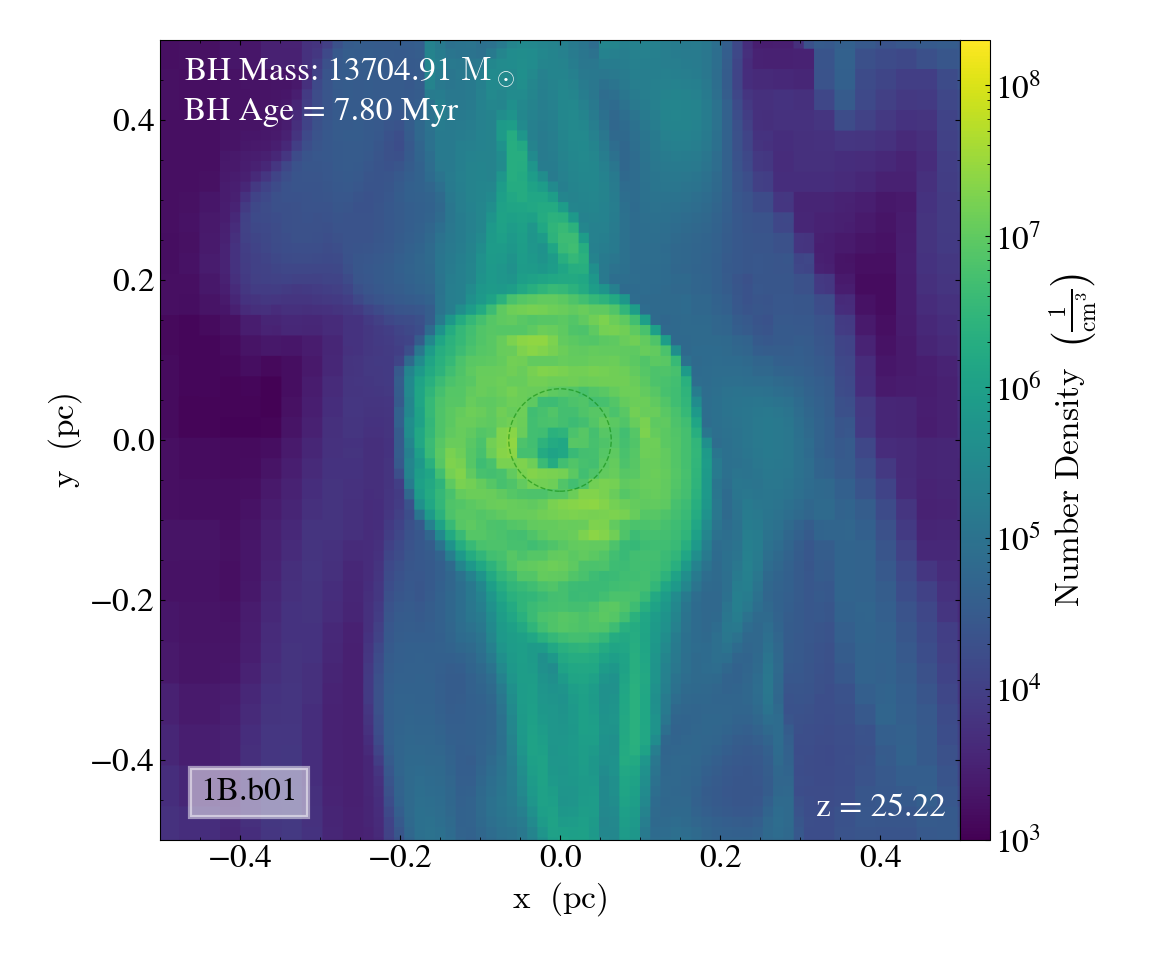 BH Mass: 13704.91 M⊙
BH Age = 7.80 Myr
0.4
0.2
0.0
−0.2
−0.4
y (pc)
1B.b01
z = 25.22
−0.4 −0.2 0.0 0.2 0.4
x (pc)
10⁸
10⁷
10⁶
10⁵
10⁴
10³
Number Density (1/cm³)